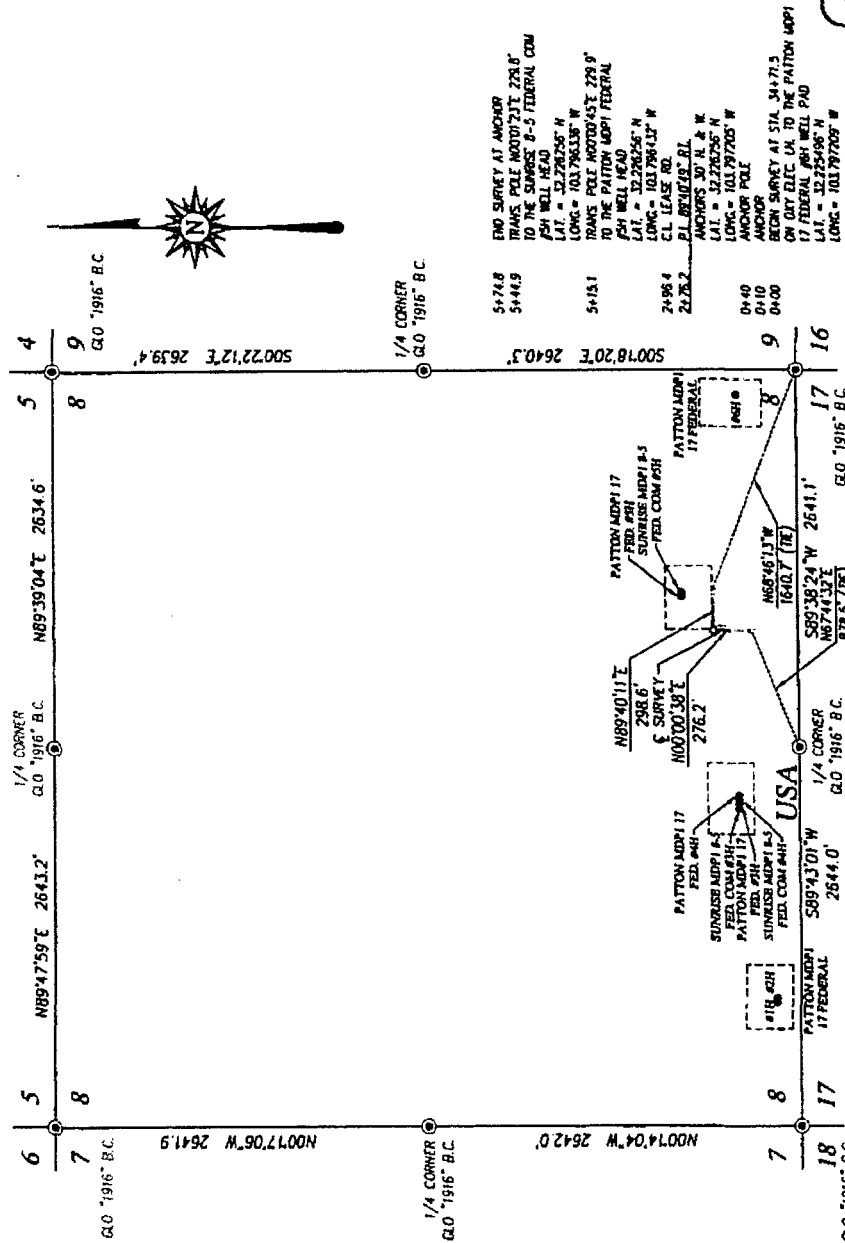 6 5
7 8
GLO "1916" B.C.
N89°47'59"E 2643.2'
1/4 CORNER
GLO "1916" B.C.
N89°39'04"E 2634.6'
5 4
8 9
GLO "1916" B.C.
N00°17'06"W 2641.9
S00°22'12"E 2639.4'
1/4 CORNER
GLO "1916" B.C.
1/4 CORNER
GLO "1916" B.C.
N00°14'04"W 2642.0'
S00°18'20"E 2640.3'
PATTON MDP1 17
FED. #5H
SUNRISE MDP1 8-5
FED. COM #5H
PATTON MDP1
17 FEDERAL
#6H
N89°40'11"E
298.6'
℄ SURVEY
N00°00'38"E
276.2'
PATTON MDP1 17
FED. #4H
SUNRISE MDP1 8-5
FED. COM #3H
PATTON MDP1 17
FED. #3H
SUNRISE MDP1 8-5
FED. COM #4H
#1H #2H
PATTON MDP1
17 FEDERAL
USA
N68°46'13"W
1640.7' (TIE)
N67°44'32"E
7 8
18 17
S89°43'01"W
2644.0'
1/4 CORNER
GLO "1916" B.C.
S89°38'24"W 2641.1'
8 9
17 16
GLO "1916" B.C.
N
5+74.8 END SURVEY AT ANCHOR
5+44.9 TRANS. POLE N00°01'23"E 229.8'
TO THE SUNRISE 8-5 FEDERAL COM
#5H WELL HEAD
LAT. = 32.226256° N
LONG. = 103.796336° W
5+15.1 TRANS. POLE N00°00'45"E 229.9'
TO THE PATTON MDP1 FEDERAL
#5H WELL HEAD
LAT. = 32.226256° N
LONG. = 103.796432° W
2+96.4 C.L. LEASE RD.
2+76.2 P.I. 89°40'49" RT.
ANCHORS 30' N. & W.
LAT. = 32.226256° N
LONG. = 103.797205° W
0+40 ANCHOR POLE
0+10 ANCHOR
0+00 BEGIN SURVEY AT STA. 34+71.5
ON OXY ELEC. LN. TO THE PATTON MDP1
17 FEDERAL #6H WELL PAD
LAT. = 32.225496° N
LONG. = 103.797209° W